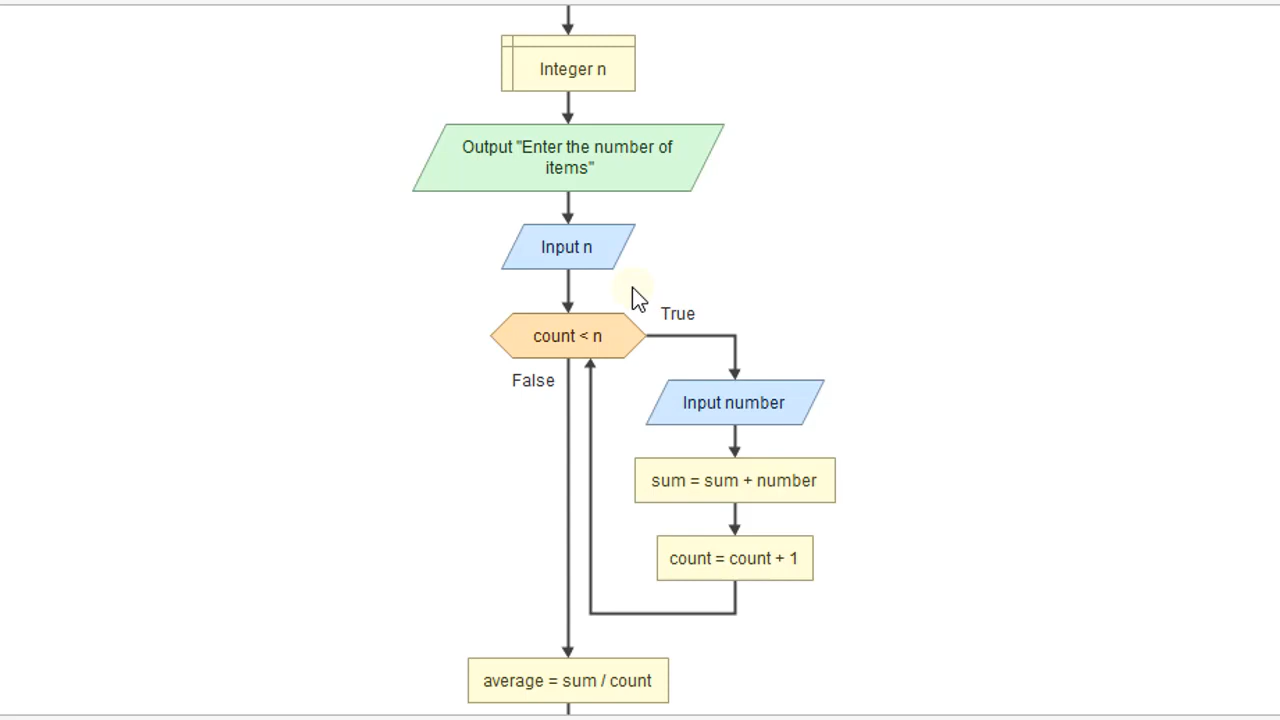 Integer n
Output "Enter the number of
items"
Input n
count < n
True
False
Input number
sum = sum + number
count = count + 1
average = sum / count